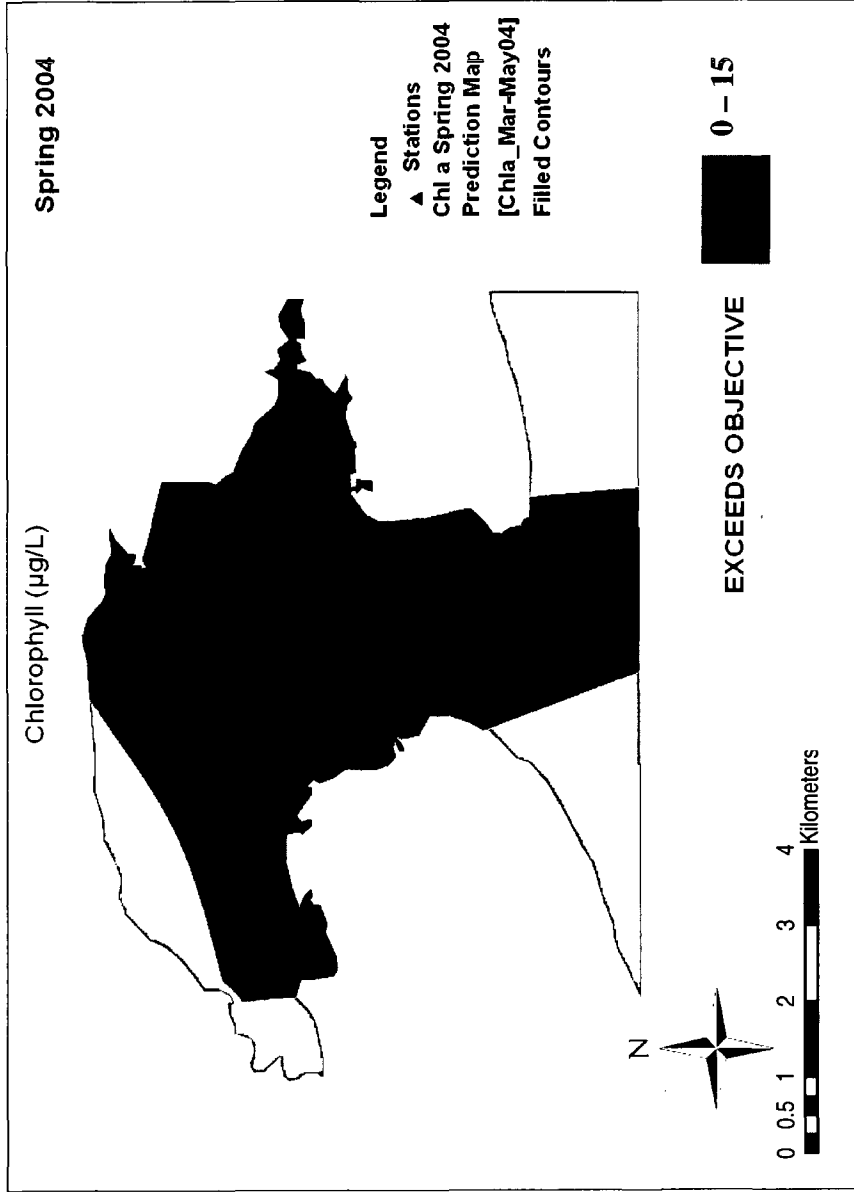 Chlorophyll (µg/L)
Spring 2004
Legend
Stations
Chl a Spring 2004
Prediction Map
[Chla_Mar-May04]
Filled Contours
EXCEEDS OBJECTIVE
0 – 15
N
0 0.5 1 2 3 4
Kilometers